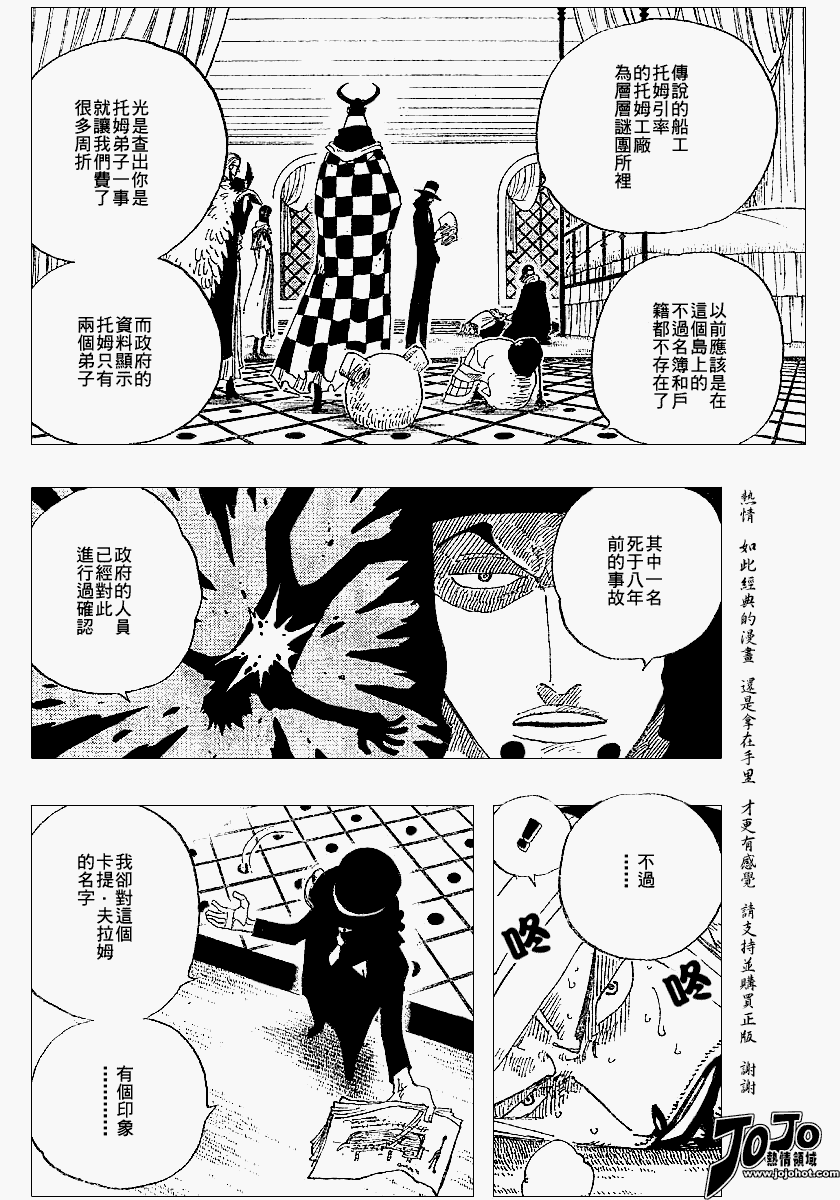 傳說的船工
托姆引率
的托姆工廠
為層層謎團所裡
以前應該是在
這個島上的
不過名簿和戶
籍都不存在了
光是查出你是
托姆弟子一事
就讓我們費了
很多周折
而政府的
資料顯示
托姆只有
兩個弟子
其中一名
死于八年
前的事故
政府的人員
已經對此
進行過確認
不過
……
!
咚
咚
我卻對這個
卡提·夫拉姆
的名字
有個印象
…………
熱情 如此經典的漫畫 還是拿在手里 才更有感覺 請支持並購買正版 謝謝
JOJO
熱情領域
www.jojohot.com